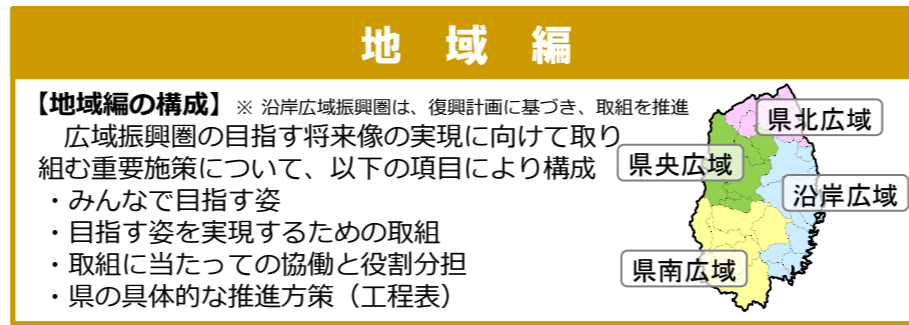 地域編
【地域編の構成】 ※ 沿岸広域振興圏は、復興計画に基づき、取組を推進
広域振興圏の目指す将来像の実現に向けて取り
組む重要施策について、以下の項目により構成
・みんなで目指す姿
・目指す姿を実現するための取組
・取組に当たっての協働と役割分担
・県の具体的な推進方策（工程表）
県北広域
県央広域
沿岸広域
県南広域